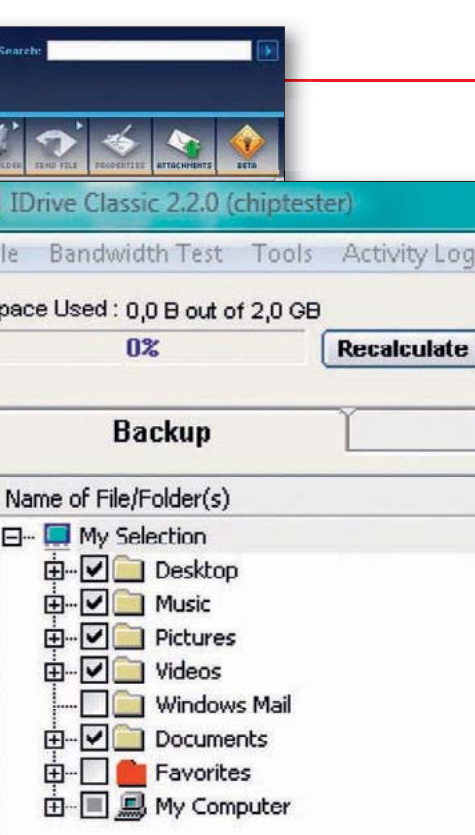 Search:
SEND FILE
PROPERTIES
ATTACHMENTS
BETA
IDrive Classic 2.2.0 (chiptester)
le Bandwidth Test Tools Activity Log
pace Used : 0,0 B out of 2,0 GB
0%
Recalculate
Backup
Name of File/Folder(s)
My Selection
Desktop
Music
Pictures
Videos
Windows Mail
Documents
Favorites
My Computer